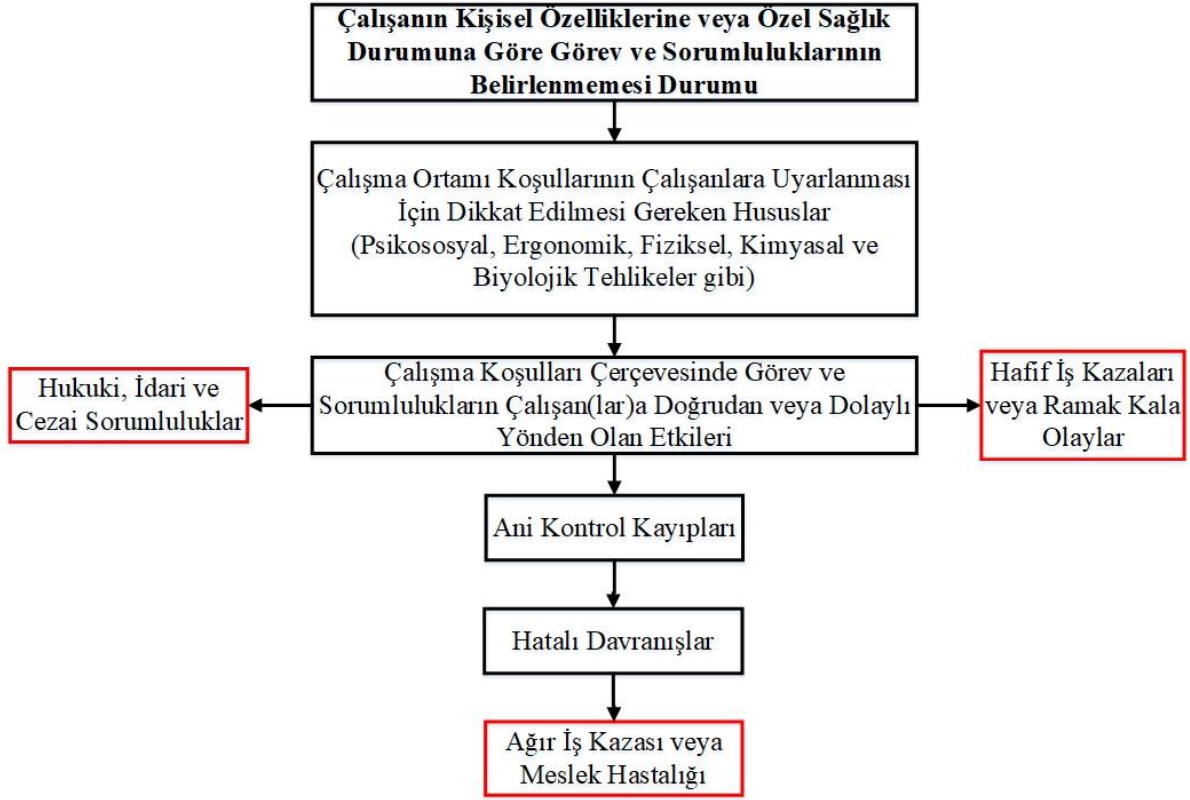 Çalışanın Kişisel Özelliklerine veya Özel Sağlık
Durumuna Göre Görev ve Sorumluluklarının
Belirlenmemesi Durumu
Çalışma Ortamı Koşullarının Çalışanlara Uyarlanması
İçin Dikkat Edilmesi Gereken Hususlar
(Psikososyal, Ergonomik, Fiziksel, Kimyasal ve
Biyolojik Tehlikeler gibi)
Hukuki, İdari ve
Cezai Sorumluluklar
Çalışma Koşulları Çerçevesinde Görev ve
Sorumlulukların Çalışan(lar)a Doğrudan veya Dolaylı
Yönden Olan Etkileri
Hafif İş Kazaları
veya Ramak Kala
Olaylar
Ani Kontrol Kayıpları
Hatalı Davranışlar
Ağır İş Kazası veya
Meslek Hastalığı